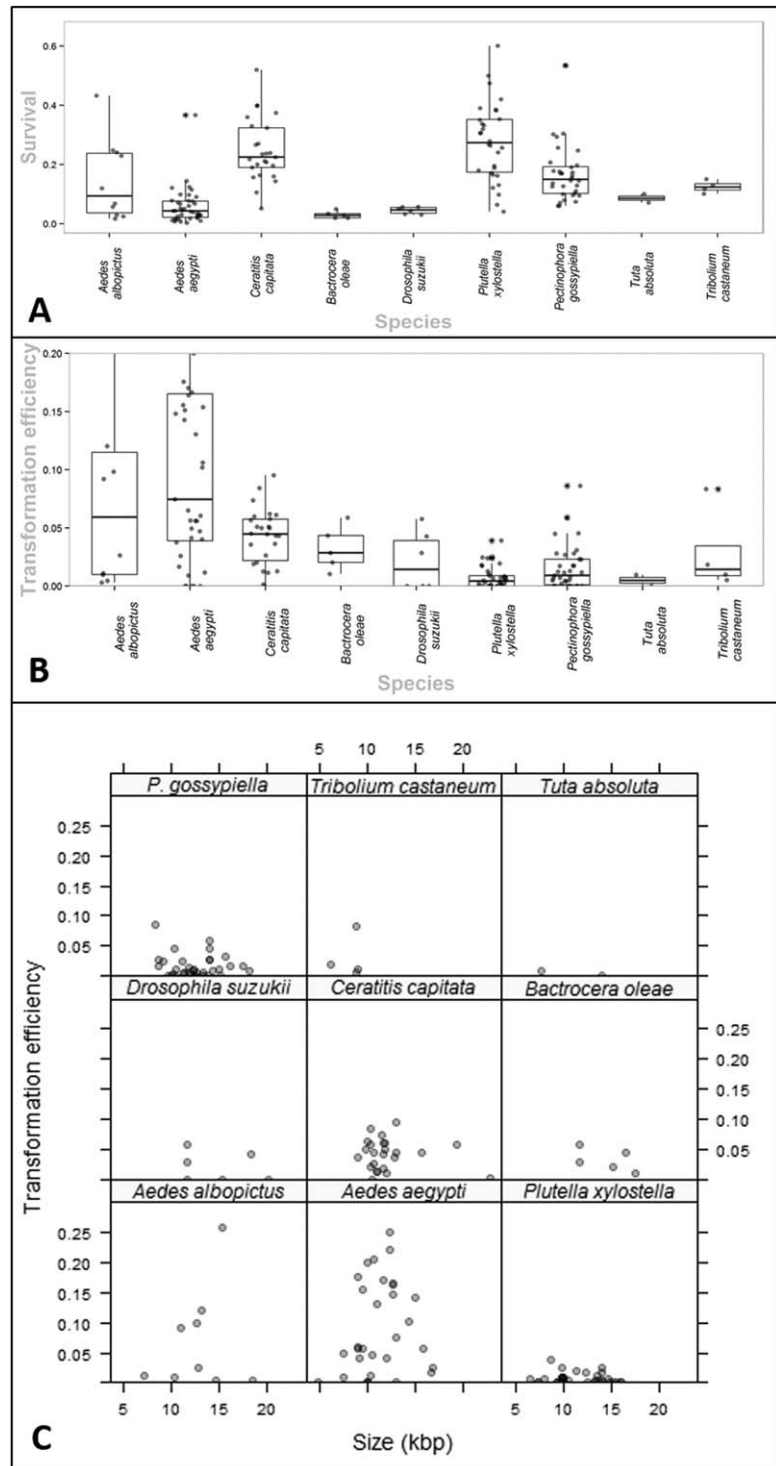 0.6
0.4
0.2
0.0
Survival
Aedes
albopictus
Aedes
aegypti
Ceratitis
capitata
Bactrocera
oleae
Drosophila
suzukii
Plutella
xylostella
Pectinophora
gossypiella
Tuta
absoluta
Tribolium
castaneum
Species
A
0.20
0.15
0.10
0.05
0.00
Transformation efficiency
Aedes
albopictus
Aedes
aegypti
Ceratitis
capitata
Bactrocera
oleae
Drosophila
suzukii
Plutella
xylostella
Pectinophora
gossypiella
Tuta
absoluta
Tribolium
castaneum
Species
B
5 10 15 20
P. gossypiella Tribolium castaneum Tuta absoluta
0.25
0.20
0.15
0.10
0.05
Drosophila suzukii Ceratitis capitata Bactrocera oleae
0.25
0.20
0.15
0.10
0.05
Aedes albopictus Aedes aegypti Plutella xylostella
0.25
0.20
0.15
0.10
0.05
Transformation efficiency
5 10 15 20 5 10 15 20
Size (kbp)
C